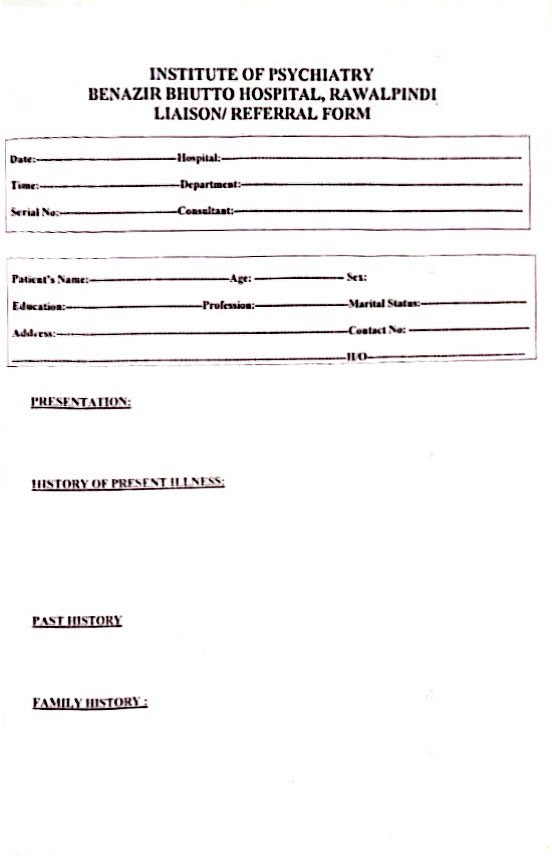 INSTITUTE OF PSYCHIATRY
BENAZIR BHUTTO HOSPITAL, RAWALPINDI
LIAISON/ REFERRAL FORM
Date: Hospital:
Time: Department:
Serial No: Consultant:
Patient's Name: Age: Sex:
Education: Profession: Marital Status:
Address: Contact No:
H/O
PRESENTATION:
HISTORY OF PRESENT ILLNESS:
PAST HISTORY
FAMILY HISTORY :